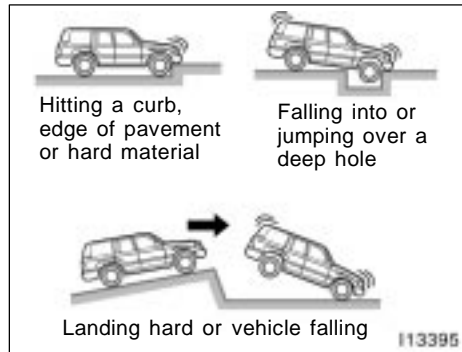 Hitting a curb,
edge of pavement
or hard material
Falling into or
jumping over a
deep hole
Landing hard or vehicle falling
I13395